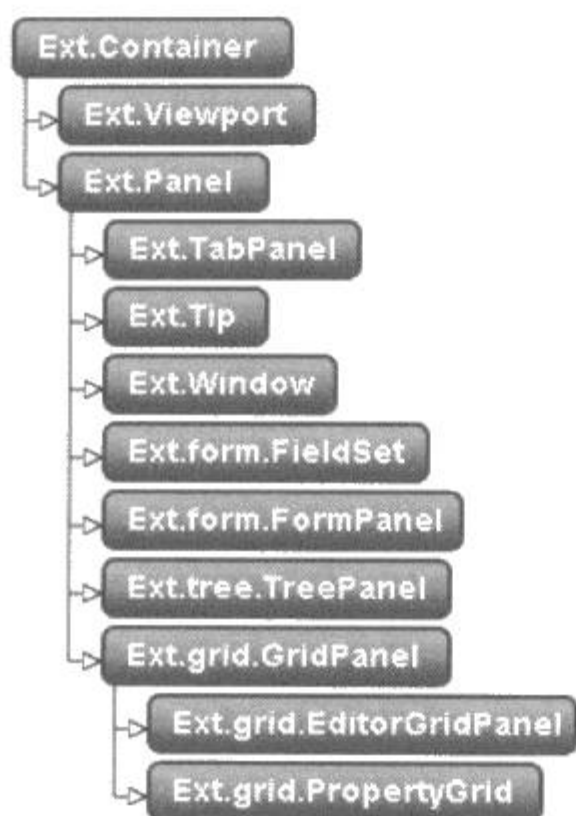 Ext.Container
Ext.Viewport
Ext.Panel
Ext.TabPanel
Ext.Tip
Ext.Window
Ext.form.FieldSet
Ext.form.FormPanel
Ext.tree.TreePanel
Ext.grid.GridPanel
Ext.grid.EditorGridPanel
Ext.grid.PropertyGrid